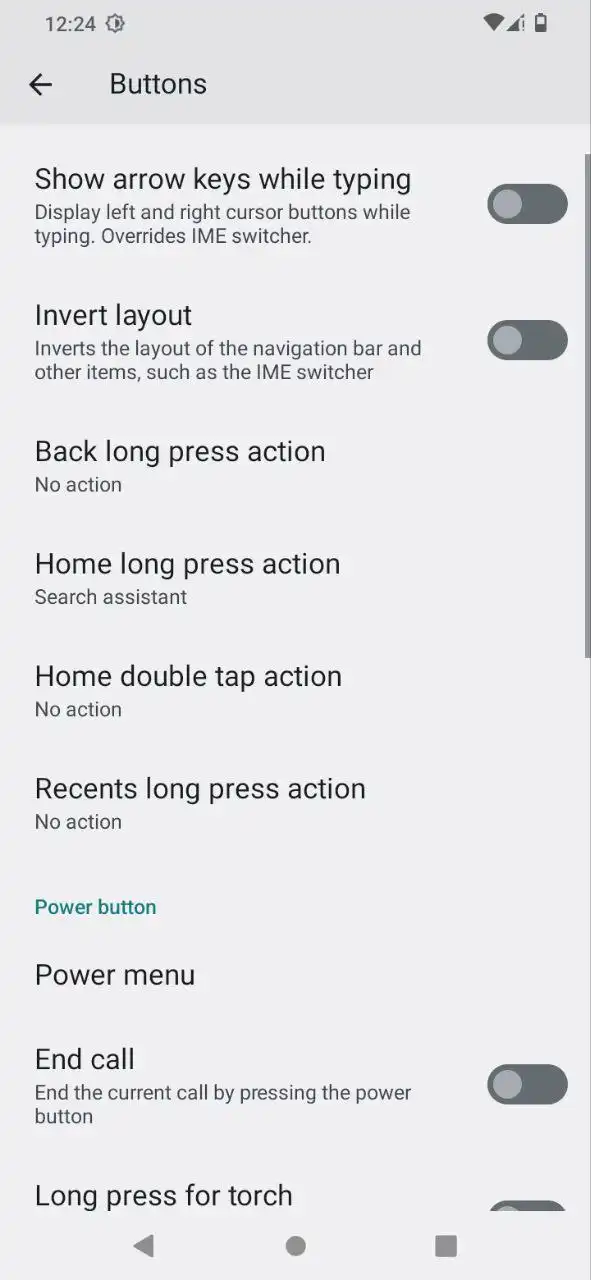 12:24
Buttons
Show arrow keys while typing
Display left and right cursor buttons while
typing. Overrides IME switcher.
Invert layout
Inverts the layout of the navigation bar and
other items, such as the IME switcher
Back long press action
No action
Home long press action
Search assistant
Home double tap action
No action
Recents long press action
No action
Power button
Power menu
End call
End the current call by pressing the power
button
Long press for torch